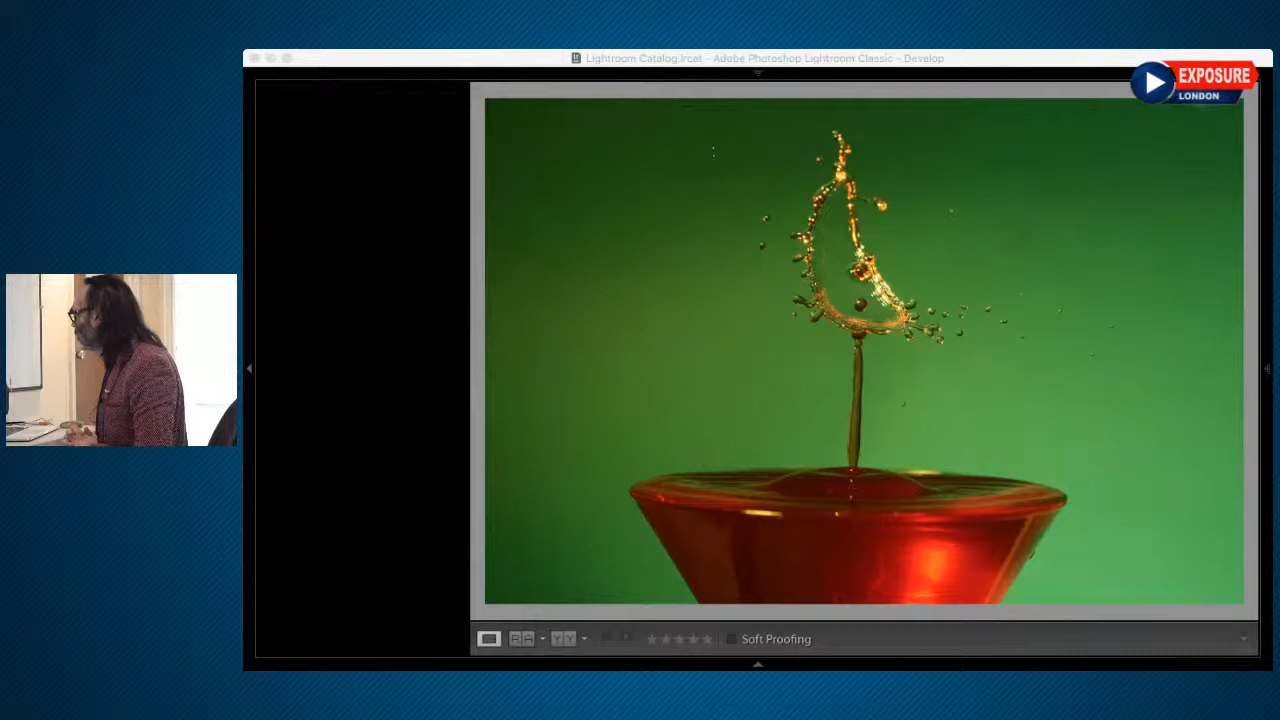 Lightroom Catalog.lrcat - Adobe Photoshop Lightroom Classic - Develop
EXPOSURE
LONDON
R A
Y Y
Soft Proofing